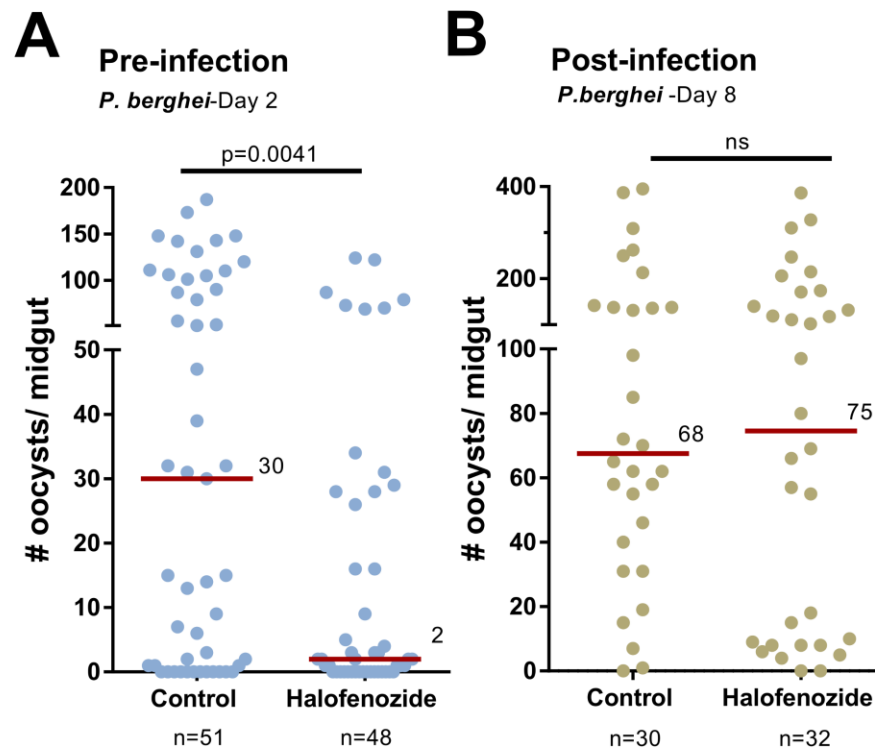 A
Pre-infection
P. berghei-Day 2
p=0.0041
# oocysts/ midgut
200
150
100
50
40
30
20
10
0
30
2
Control
Halofenozide
n=51
n=48
B
Post-infection
P.berghei -Day 8
ns
# oocysts/ midgut
400
200
100
80
60
40
20
0
68
75
Control
Halofenozide
n=30
n=32